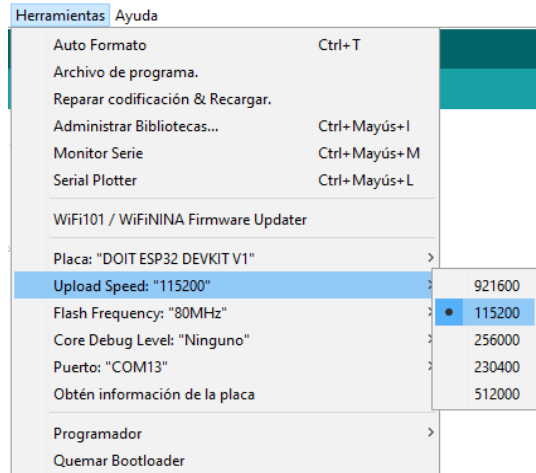 Herramientas Ayuda
Auto Formato Ctrl+T
Archivo de programa.
Reparar codificación & Recargar.
Administrar Bibliotecas... Ctrl+Mayús+I
Monitor Serie Ctrl+Mayús+M
Serial Plotter Ctrl+Mayús+L
WiFi101 / WiFiNINA Firmware Updater
Placa: "DOIT ESP32 DEVKIT V1"
Upload Speed: "115200"
Flash Frequency: "80MHz"
Core Debug Level: "Ninguno"
Puerto: "COM13"
Obtén información de la placa
Programador
Quemar Bootloader
921600
115200
256000
230400
512000